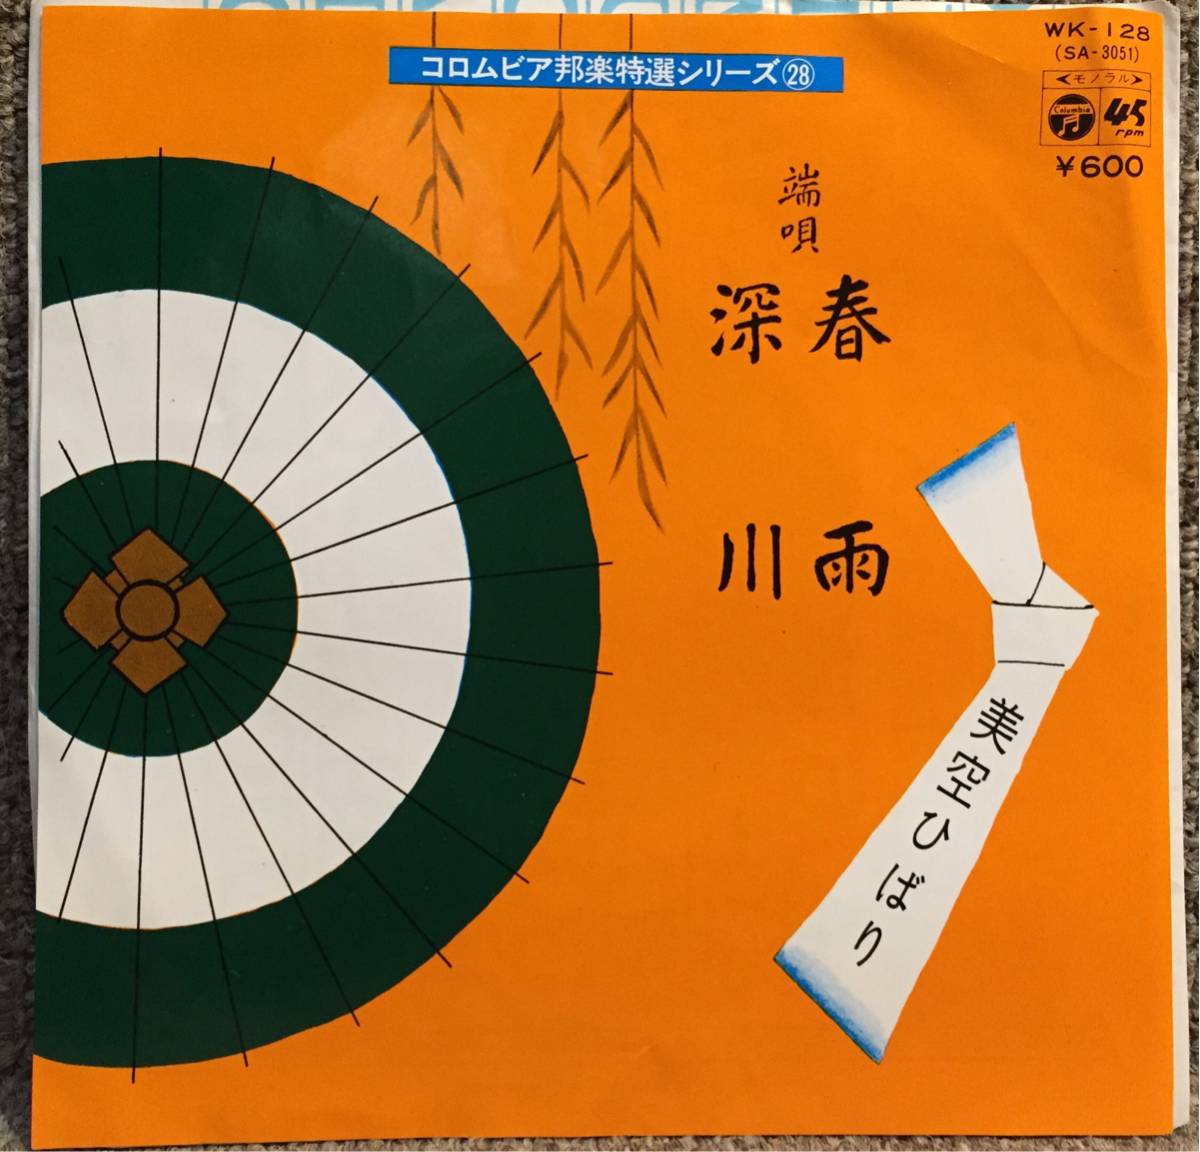 コロムビア邦楽特選シリーズ㉘
WK-128
(SA-3051)
モノラル
Columbia
45
rpm
¥600
端唄
春雨
深川
美空ひばり